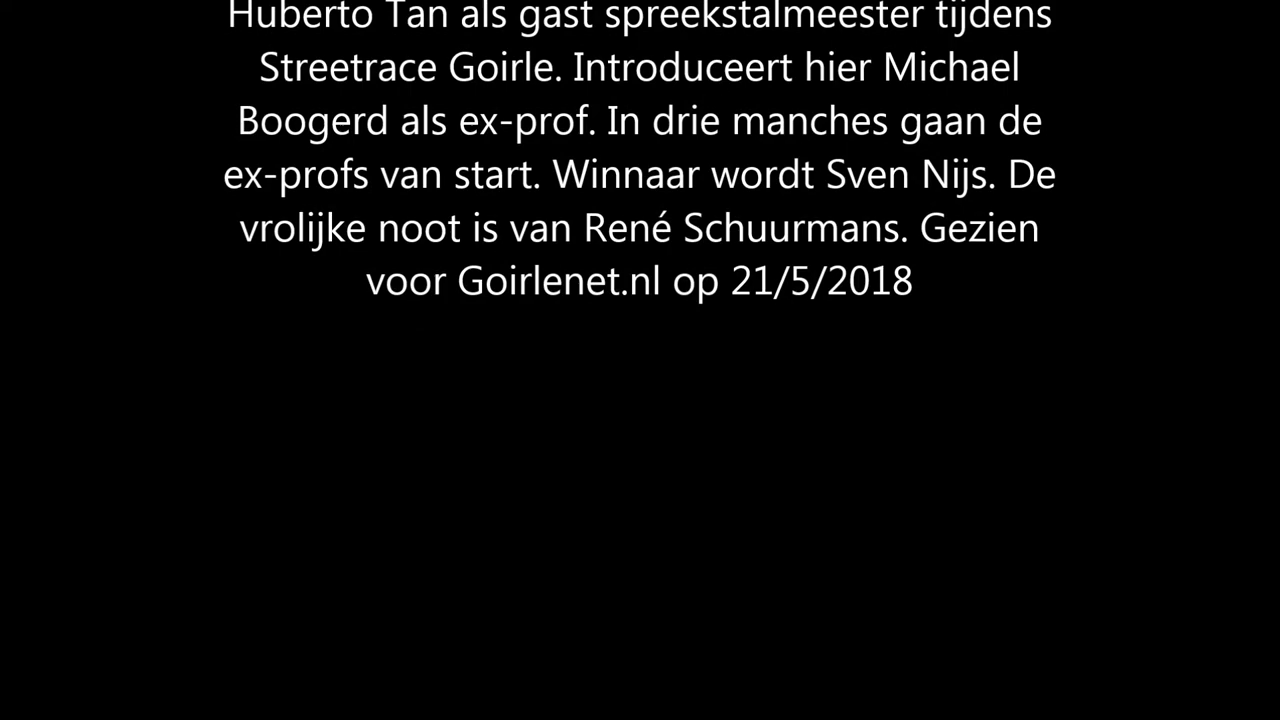 Huberto Tan als gast spreekstalmeester tijdens
Streetrace Goirle. Introduceert hier Michael
Boogerd als ex-prof. In drie manches gaan de
ex-profs van start. Winnaar wordt Sven Nijs. De
vrolijke noot is van René Schuurmans. Gezien
voor Goirlenet.nl op 21/5/2018